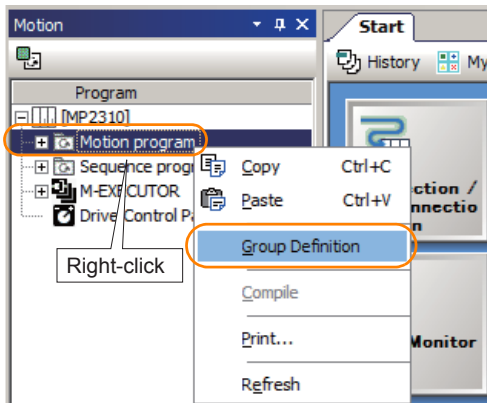 Motion
Start
History My
Program
[MP2310]
Motion program
Sequence progr
M-EXECUTOR
Drive Control Pa
Right-click
Copy Ctrl+C
Paste Ctrl+V
Group Definition
Compile
Print...
Refresh
ction /
nnectio
n
Monitor